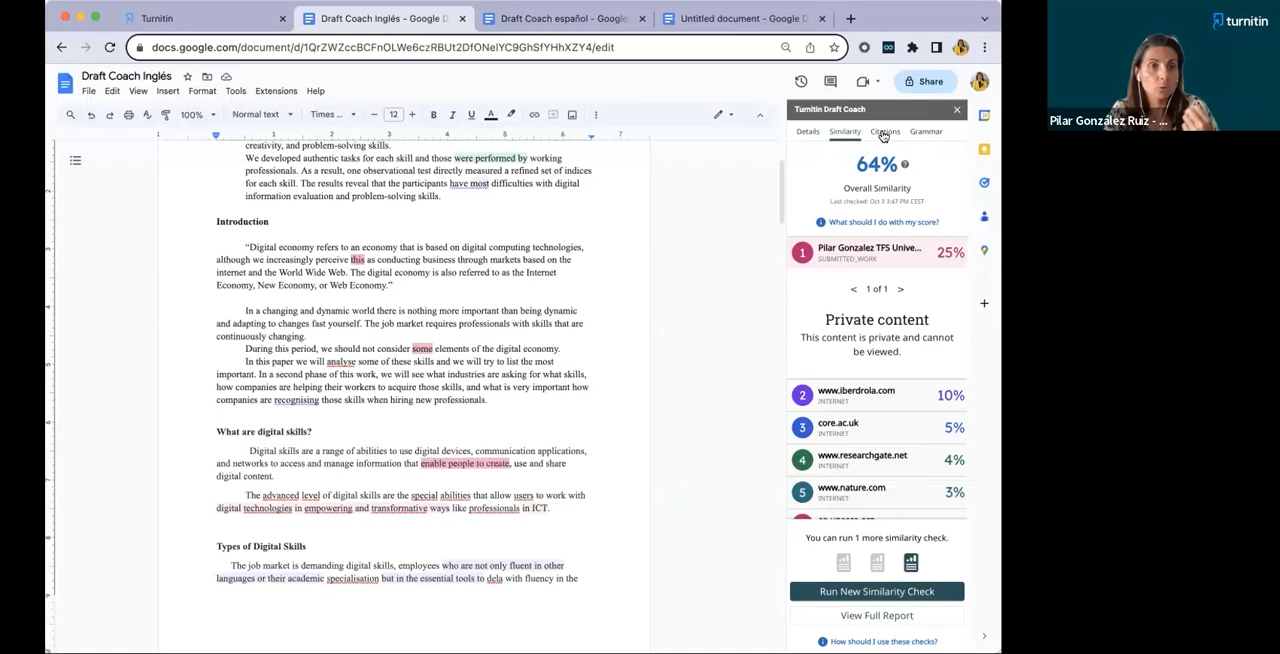 Turnitin
Draft Coach Inglés - Google D
Draft Coach español - Google
Untitled document - Google D
docs.google.com/document/d/1QrZWZccBCFnOLWe6czRBUt2DfONeIYC9GhSfYHhXZY4/edit
turnitin
Pilar González Ruiz - ...
Draft Coach Inglés
File Edit View Insert Format Tools Extensions Help
Share
100% Normal text Times ... 12 B I U A
1 1 2 3 4 5 6 7
creativity, and problem-solving skills.
We developed authentic tasks for each skill and those were performed by working
professionals. As a result, one observational test directly measured a refined set of indices
for each skill. The results reveal that the participants have most difficulties with digital
information evaluation and problem-solving skills.
Introduction
“Digital economy refers to an economy that is based on digital computing technologies,
although we increasingly perceive this as conducting business through markets based on the
internet and the World Wide Web. The digital economy is also referred to as the Internet
Economy, New Economy, or Web Economy.”
In a changing and dynamic world there is nothing more important than being dynamic
and adapting to changes fast yourself. The job market requires professionals with skills that are
continuously changing.
During this period, we should not consider some elements of the digital economy.
In this paper we will analyse some of these skills and we will try to list the most
important. In a second phase of this work, we will see what industries are asking for what skills,
how companies are helping their workers to acquire those skills, and what is very important how
companies are recognising those skills when hiring new professionals.
What are digital skills?
Digital skills are a range of abilities to use digital devices, communication applications,
and networks to access and manage information that enable people to create, use and share
digital content.
The advanced level of digital skills are the special abilities that allow users to work with
digital technologies in empowering and transformative ways like professionals in ICT.
Types of Digital Skills
The job market is demanding digital skills, employees who are not only fluent in other
languages or their academic specialisation but in the essential tools to dela with fluency in the
Turnitin Draft Coach
Details Similarity Citations Grammar
64%
Overall Similarity
Last checked: Oct 3 3:47 PM CEST
What should I do with my score?
1 Pilar Gonzalez TFS Unive... 25%
SUBMITTED_WORK
< 1 of 1 >
Private content
This content is private and cannot
be viewed.
2 www.iberdrola.com 10%
INTERNET
3 core.ac.uk 5%
INTERNET
4 www.researchgate.net 4%
INTERNET
5 www.nature.com 3%
INTERNET
You can run 1 more similarity check.
Run New Similarity Check
View Full Report
How should I use these checks?